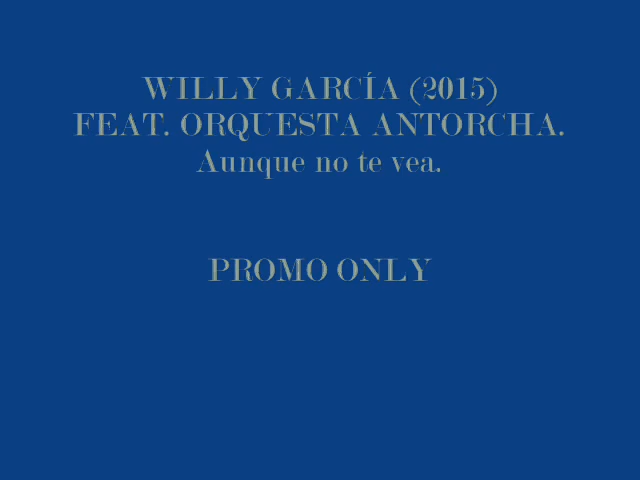 WILLY GARCÍA (2015)
FEAT. ORQUESTA ANTORCHA.
Aunque no te vea.
PROMO ONLY